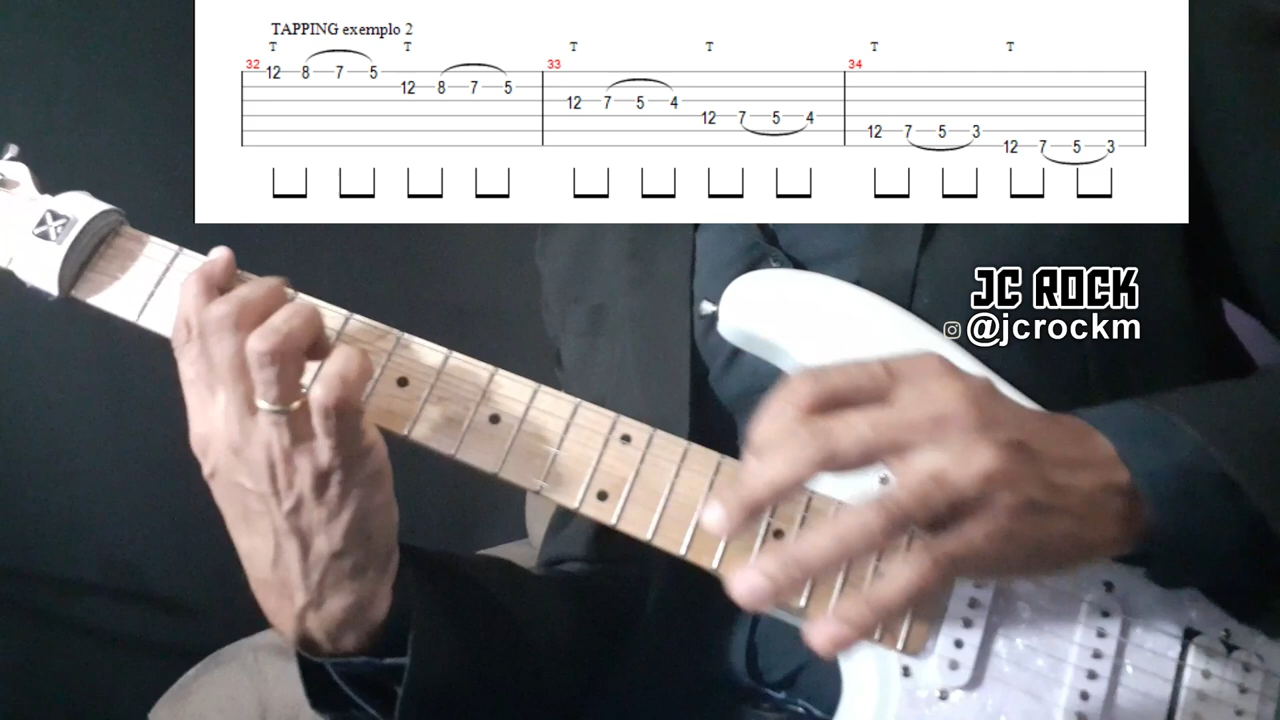 TAPPING exemplo 2
T T T T T T
32 33 34
12 8 7 5 12 8 7 5 12 7 5 4 12 7 5 4 12 7 5 3 12 7 5 3
JC ROCK
@jcrockm